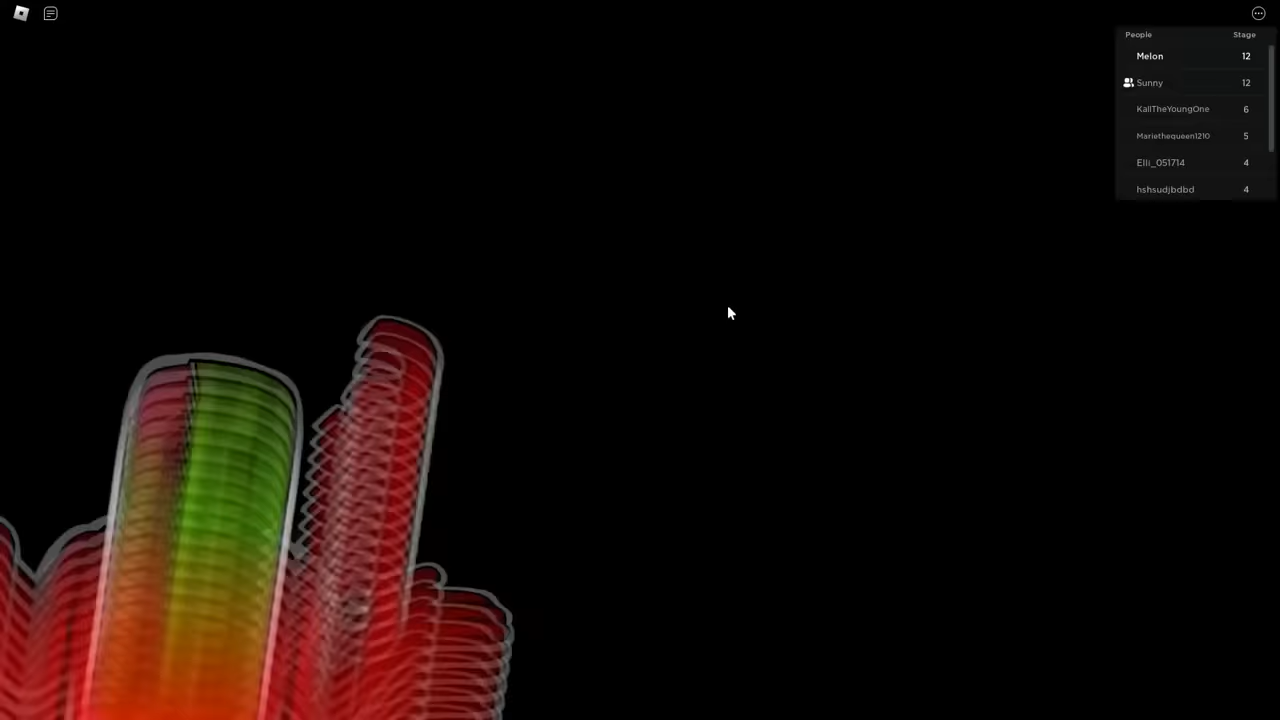 People Stage
Melon 12
Sunny 12
KallTheYoungOne 6
Mariethequeen1210 5
Elli_051714 4
hshsudjbdbd 4